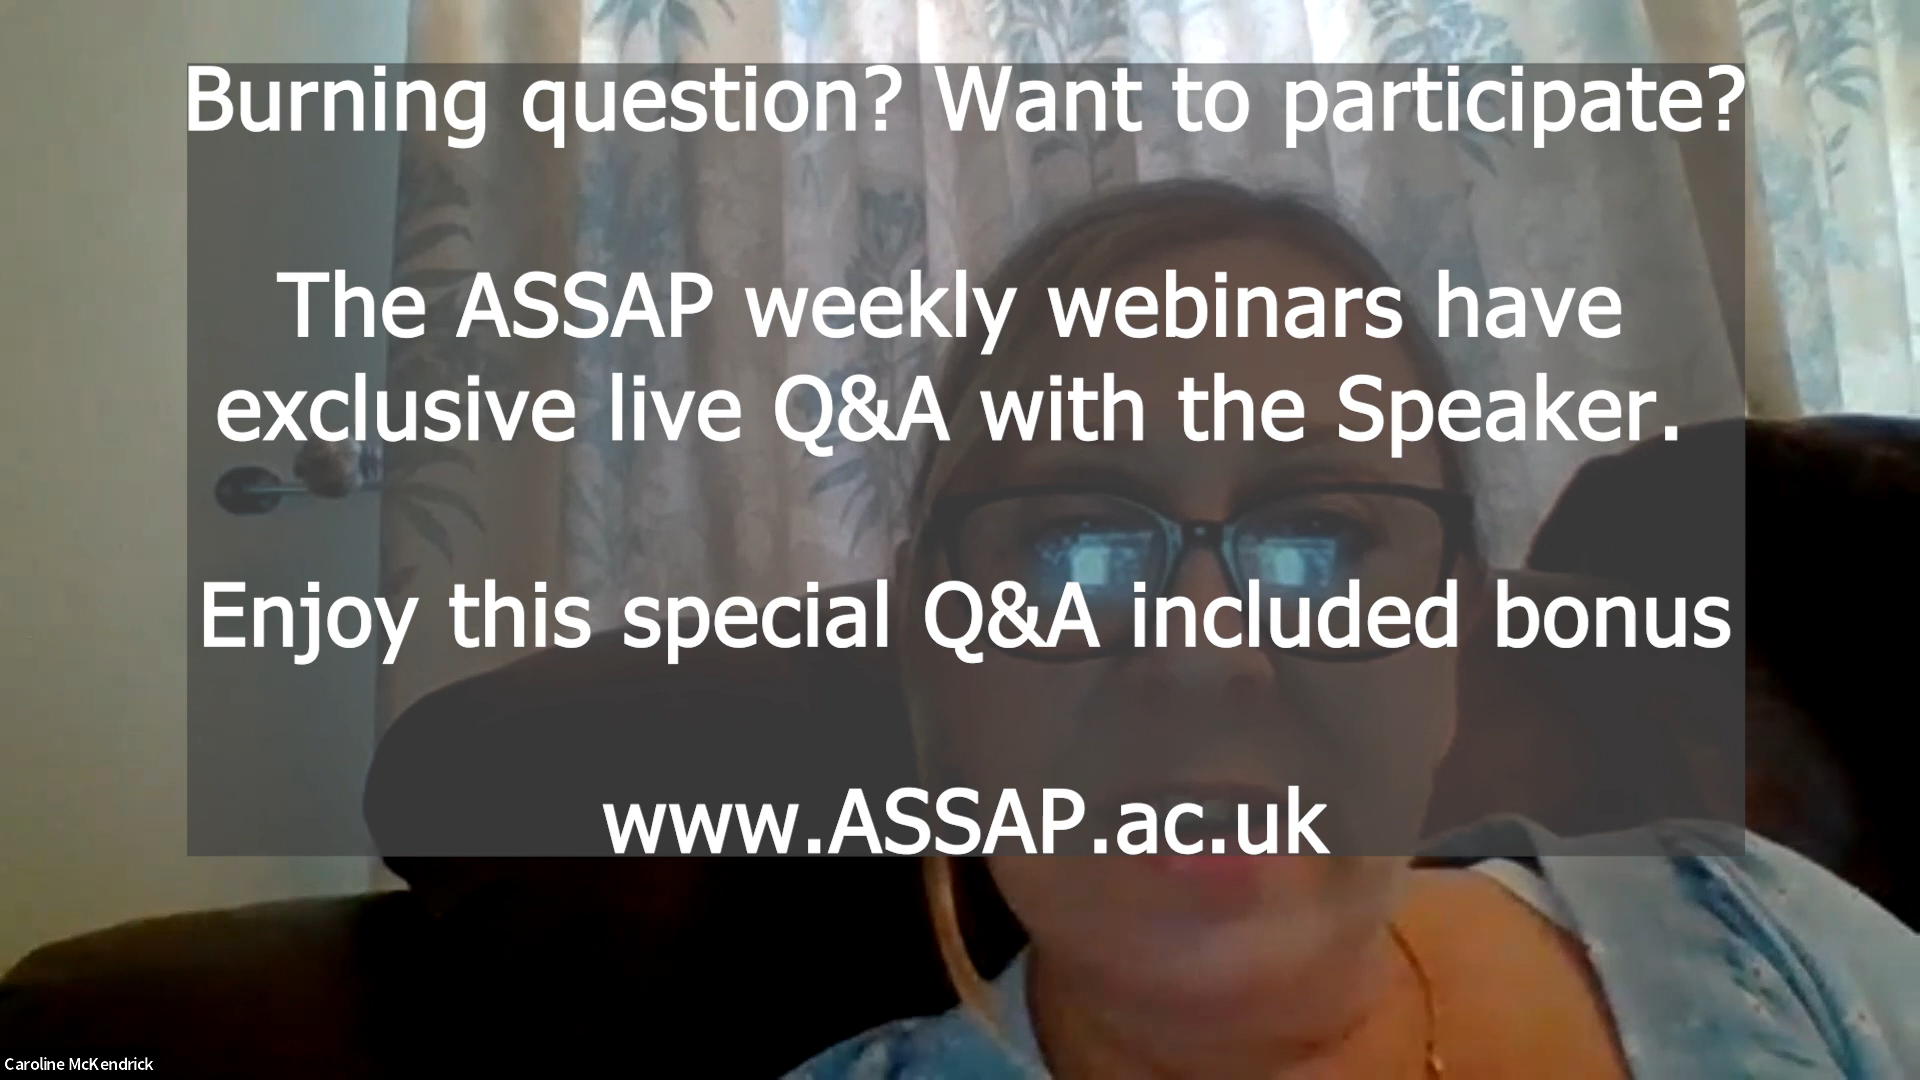 Burning question? Want to participate?
The ASSAP weekly webinars have
exclusive live Q&A with the Speaker.
Enjoy this special Q&A included bonus
www.ASSAP.ac.uk
Caroline McKendrick